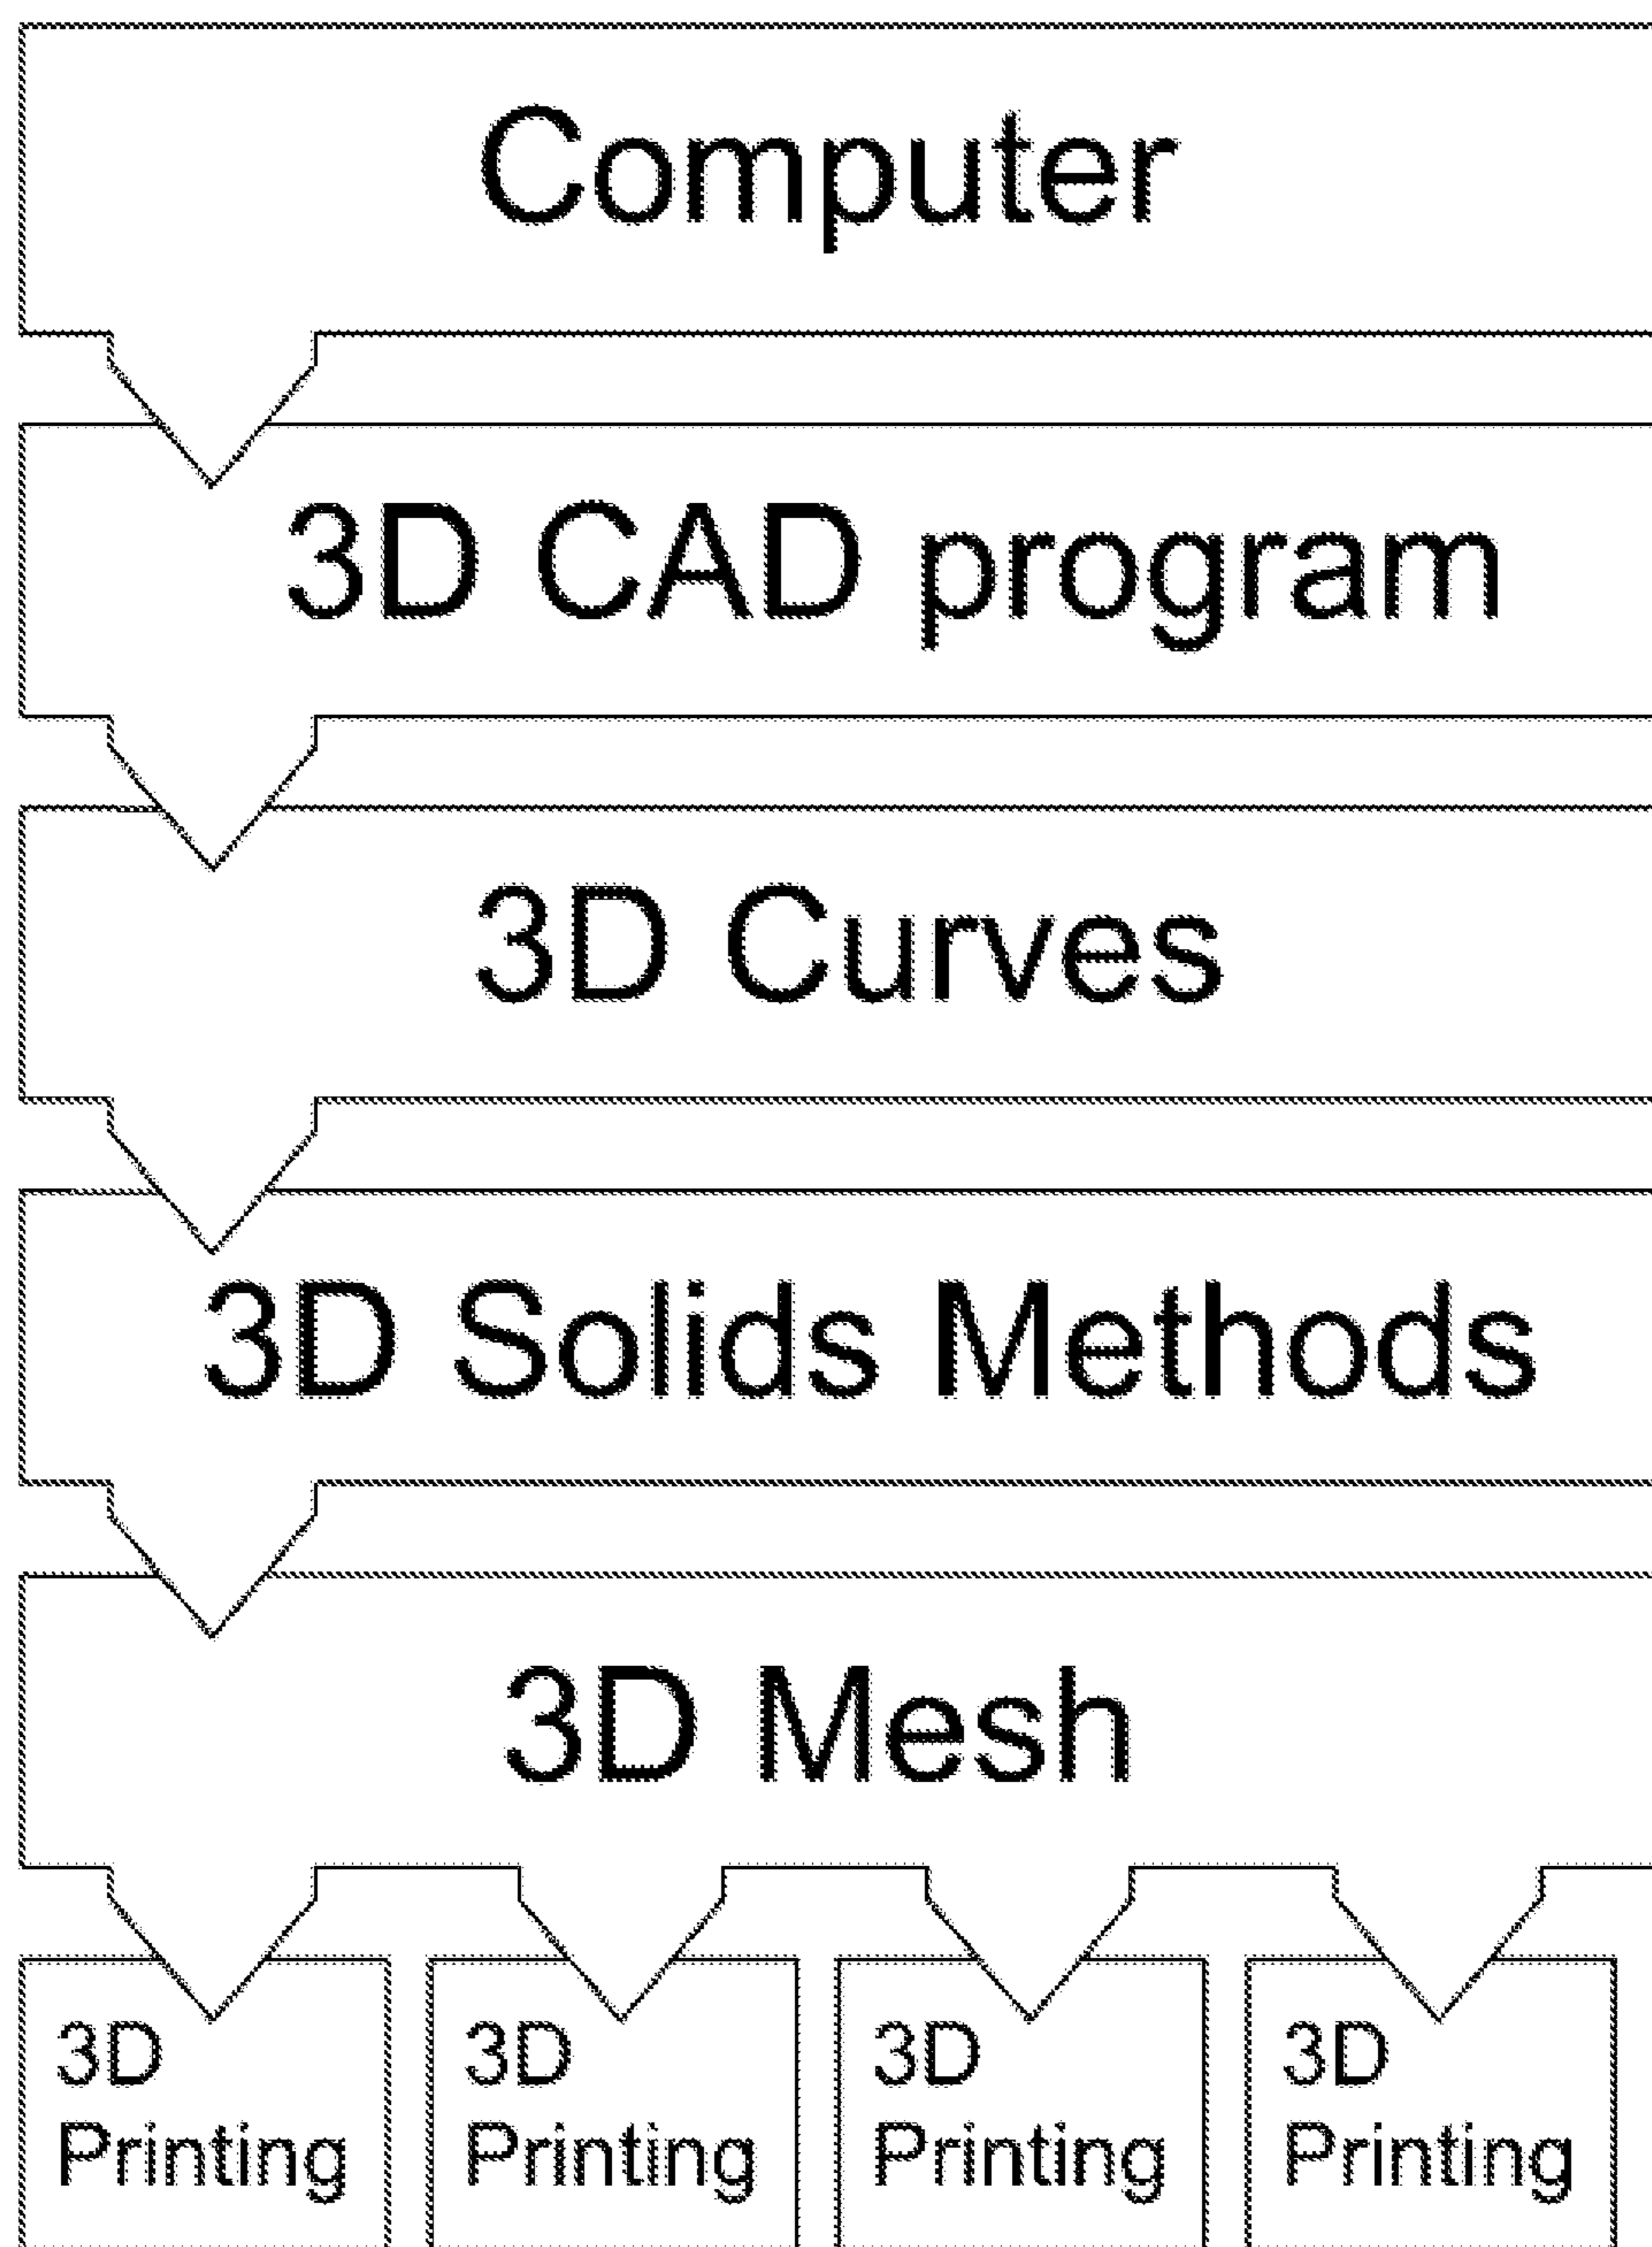 Computer
3D CAD program
3D Curves
3D Solids Methods
3D Mesh
3D
Printing
3D
Printing
3D
Printing
3D
Printing